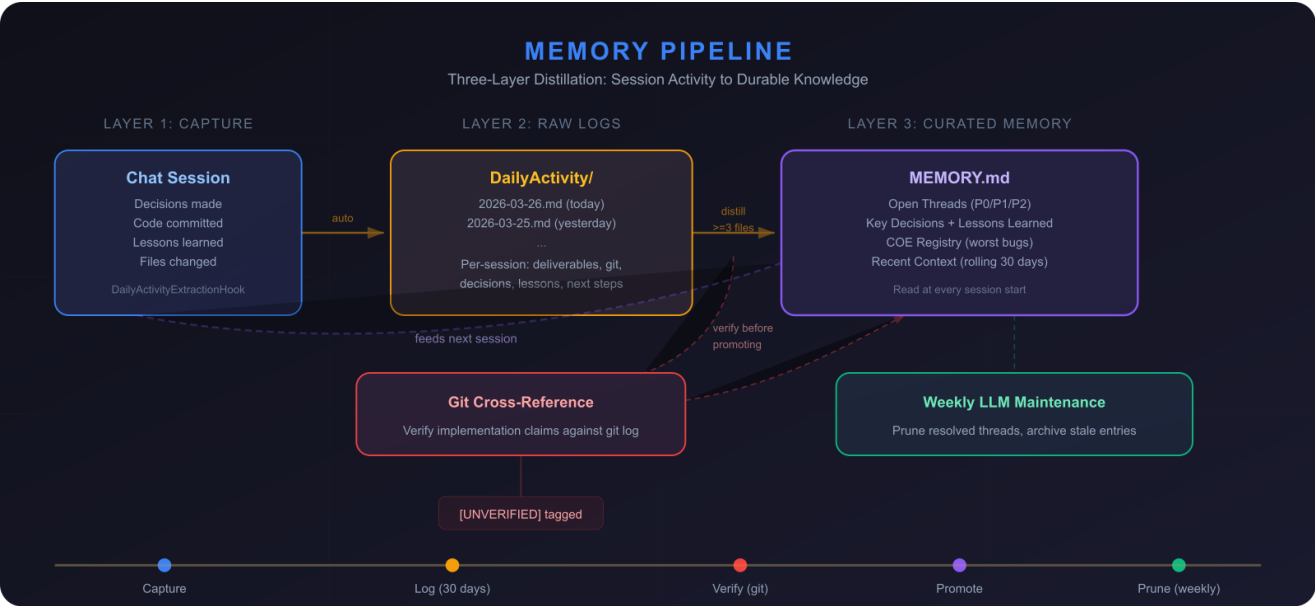 MEMORY PIPELINE
Three-Layer Distillation: Session Activity to Durable Knowledge
LAYER 1: CAPTURE
Chat Session
Decisions made
Code committed
Lessons learned
Files changed
DailyActivityExtractionHook
auto
LAYER 2: RAW LOGS
DailyActivity/
2026-03-26.md (today)
2026-03-25.md (yesterday)
...
Per-session: deliverables, git,
decisions, lessons, next steps
distill
>=3 files
LAYER 3: CURATED MEMORY
MEMORY.md
Open Threads (P0/P1/P2)
Key Decisions + Lessons Learned
COE Registry (worst bugs)
Recent Context (rolling 30 days)
Read at every session start
feeds next session
verify before
promoting
Git Cross-Reference
Verify implementation claims against git log
[UNVERIFIED] tagged
Weekly LLM Maintenance
Prune resolved threads, archive stale entries
Capture
Log (30 days)
Verify (git)
Promote
Prune (weekly)